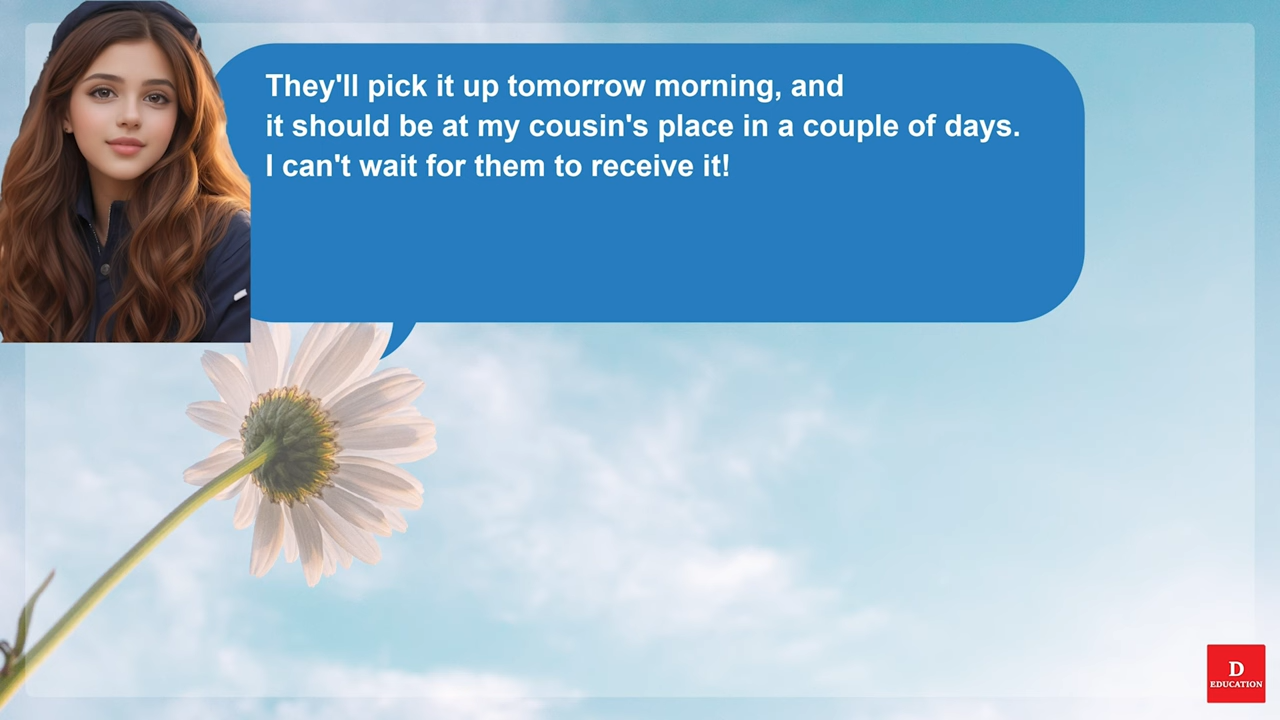 They'll pick it up tomorrow morning, and
it should be at my cousin's place in a couple of days.
I can't wait for them to receive it!
D
EDUCATION